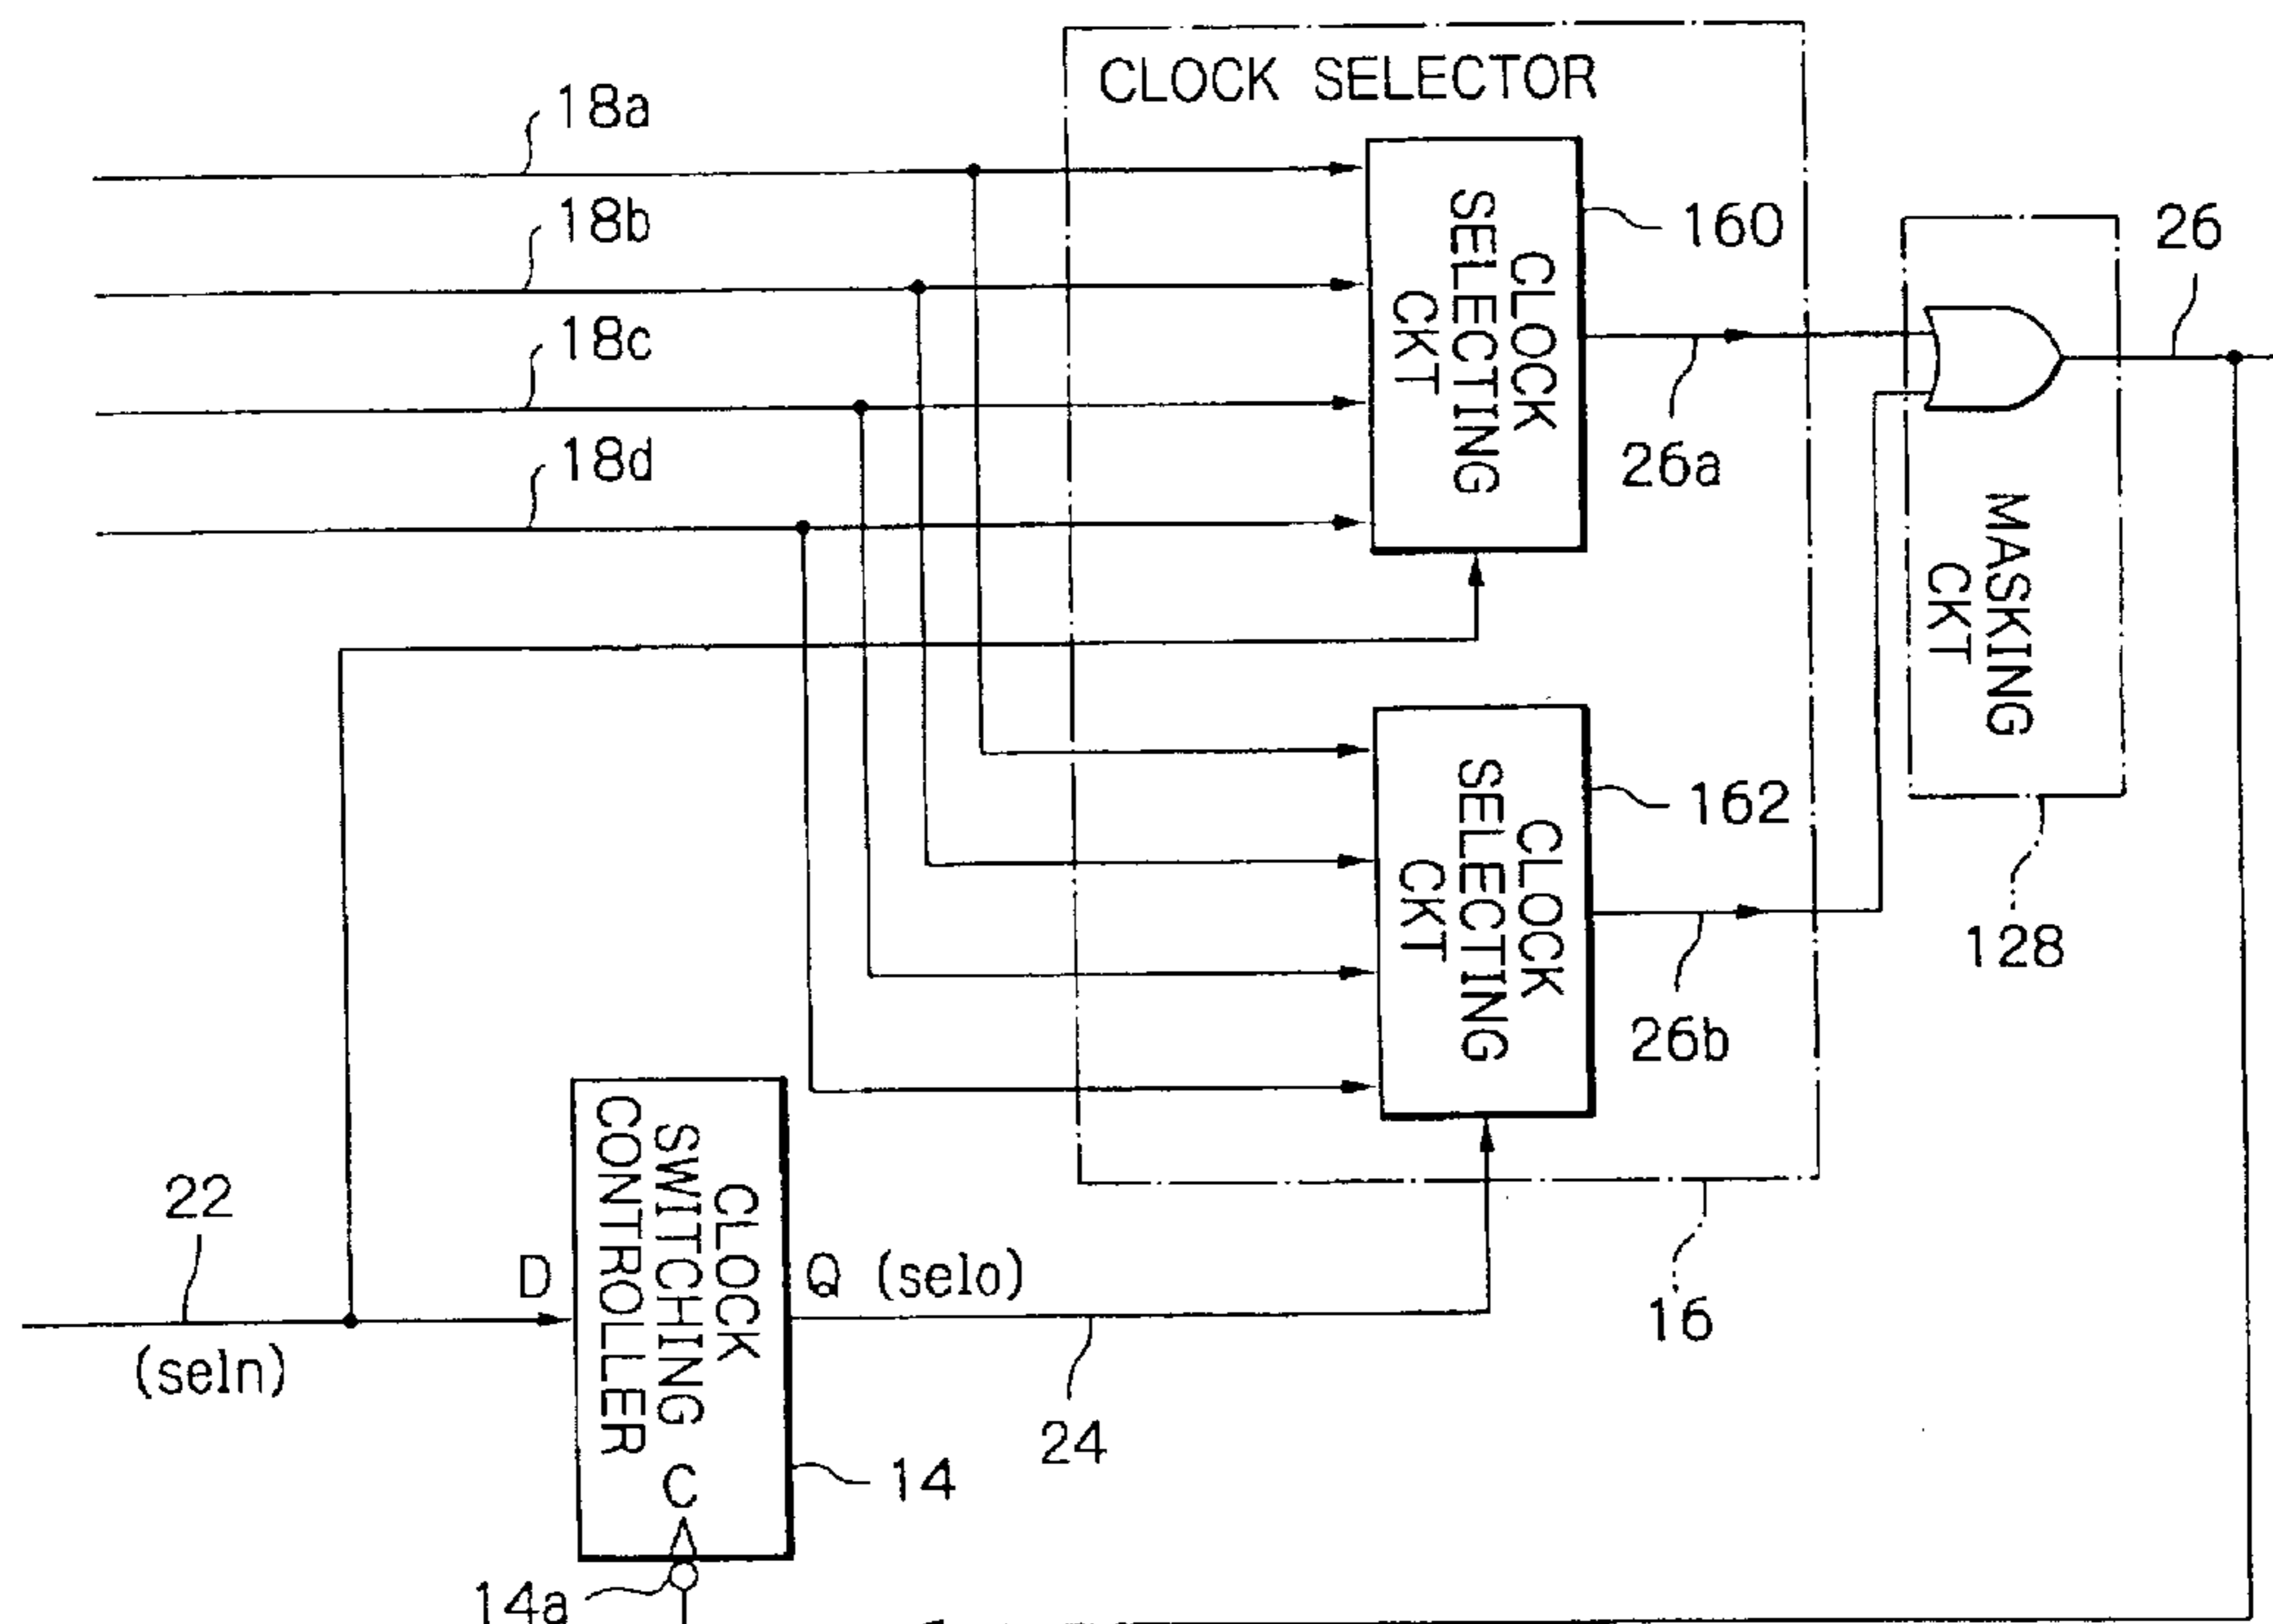 CLOCK SELECTOR
18a
18b
18c
18d
CLOCK
SELECTING
CKT
160
26a
26
MASKING
CKT
128
CLOCK
SELECTING
CKT
162
26b
16
22
(seln)
D
CLOCK
SWITCHING
CONTROLLER
C
Q (selo)
24
14
14a